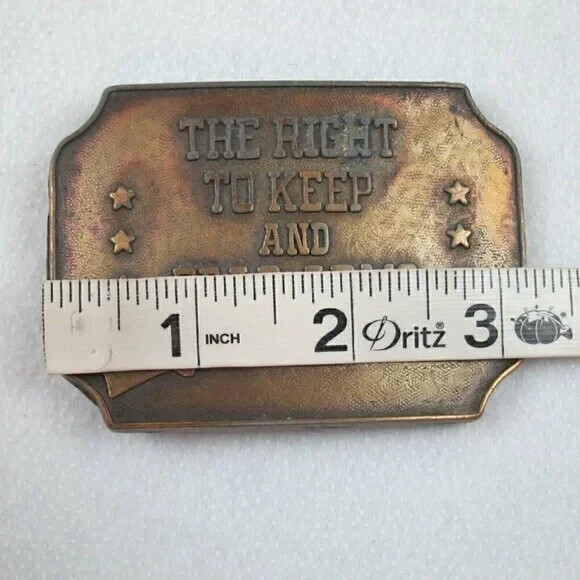 THE RIGHT
TO KEEP
AND
1 INCH 2 Dritz® 3